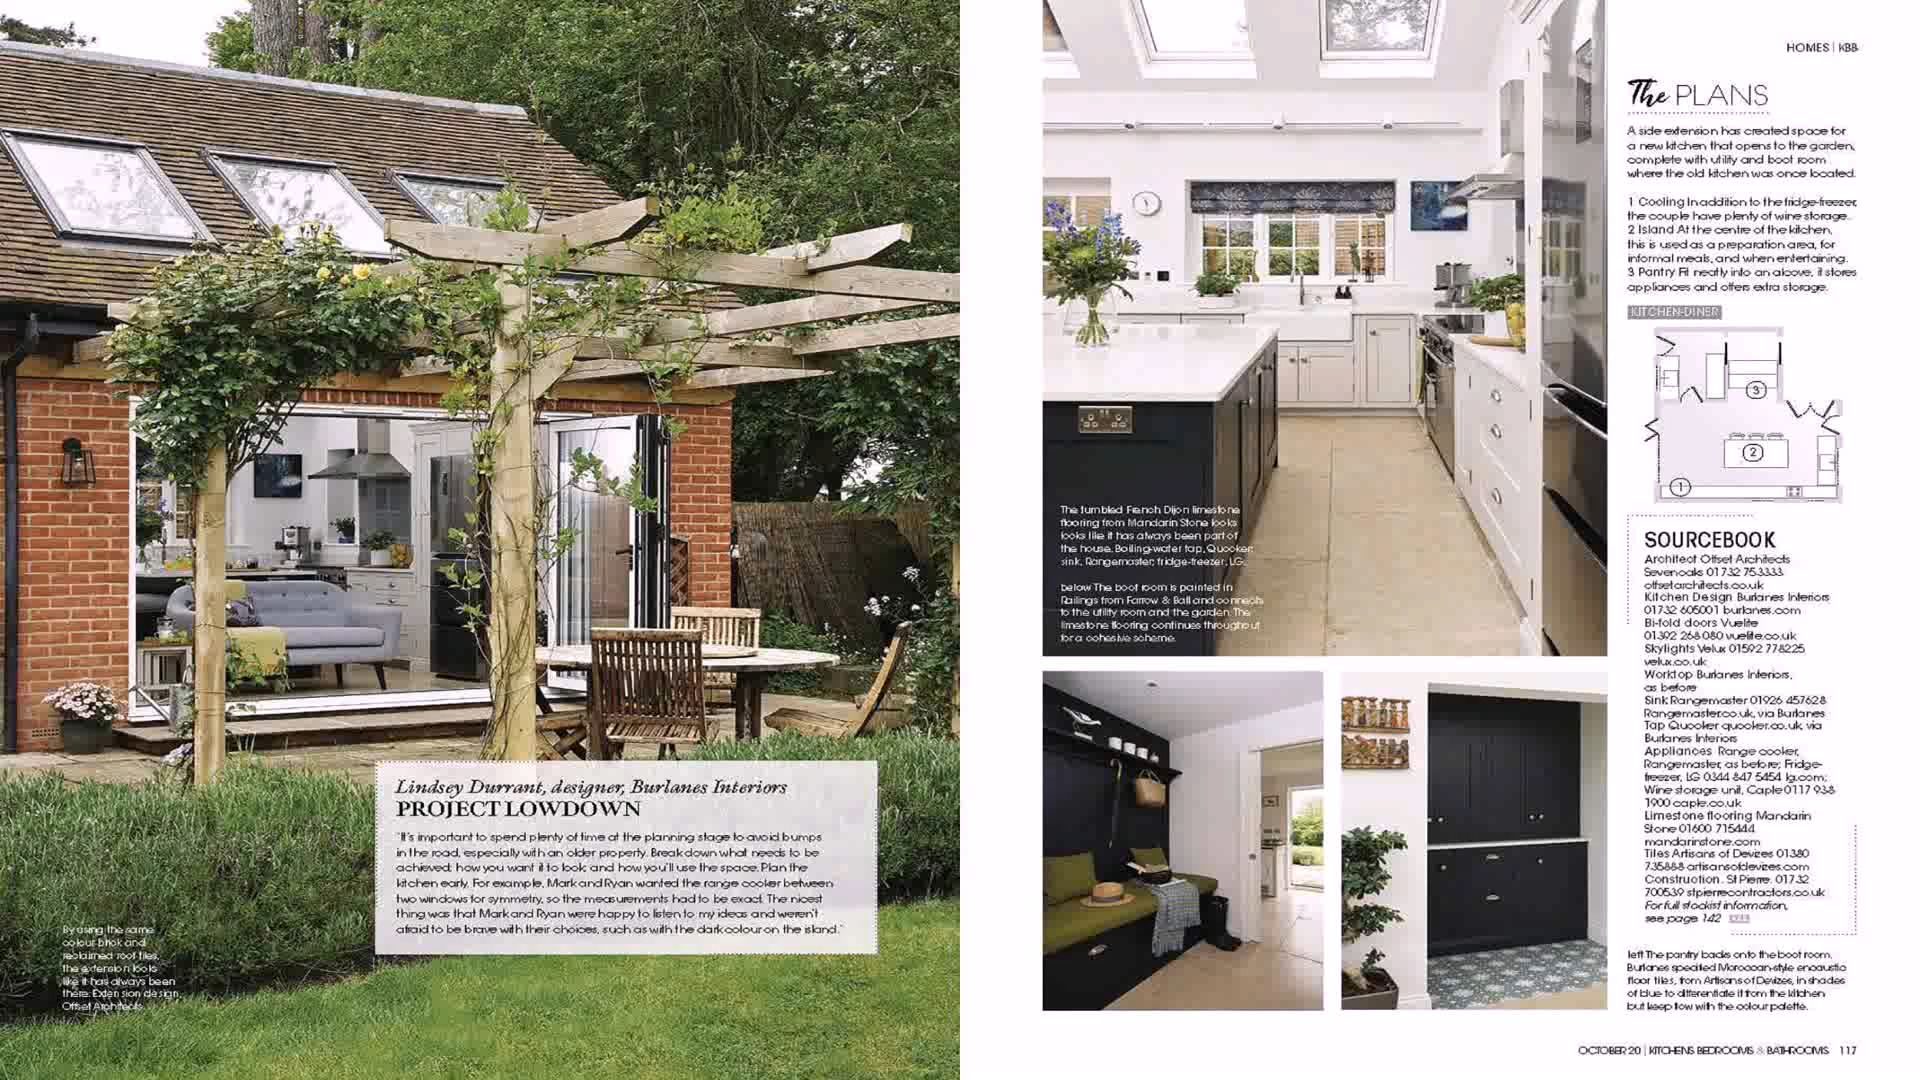 By using the same
colour brick and
reclaimed roof tiles,
the extension looks
like it has always been
there. Extension design,
Offset Architects
Lindsey Durrant, designer, Burlanes Interiors
PROJECT LOWDOWN
"It's important to spend plenty of time at the planning stage to avoid bumps
in the road, especially with an older property. Break down what needs to be
achieved: how you want it to look and how you'll use the space. Plan the
kitchen early. For example, Mark and Ryan wanted the range cooker between
two windows for symmetry, so the measurements had to be exact. The nicest
thing was that Mark and Ryan were happy to listen to my ideas and weren't
afraid to be brave with their choices, such as with the dark colour on the island."
The tumbled French Dijon limestone
flooring from Mandarin Stone looks
looks like it has always been part of
the house. Boiling-water tap, Quooker;
sink, Rangemaster; fridge-freezer, LG.
below The boot room is painted in
Railings from Farrow & Ball and connects
to the utility room and the garden. The
limestone flooring continues throughout
for a cohesive scheme.
HOMES | KBB
The PLANS
A side extension has created space for
a new kitchen that opens to the garden,
complete with utility and boot room
where the old kitchen was once located.
1 Cooling In addition to the fridge-freezer,
the couple have plenty of wine storage.
2 Island At the centre of the kitchen,
this is used as a preparation area, for
informal meals, and when entertaining.
3 Pantry Fit neatly into an alcove, it stores
appliances and offers extra storage.
KITCHEN-DINER
3
2
1
SOURCEBOOK
Architect Offset Architects
Sevenoaks 01732 753333
offsetarchitects.co.uk
Kitchen Design Burlanes Interiors
01732 605001 burlanes.com
Bi-fold doors Vuelite
01392 268080 vuelite.co.uk
Skylights Velux 01592 778225
velux.co.uk
Worktop Burlanes Interiors,
as before
Sink Rangemaster 01926 457628
Rangemaster.co.uk, via Burlanes
Tap Quooker quooker.co.uk, via
Burlanes Interiors
Appliances Range cooker,
Rangemaster, as before; Fridge-
freezer, LG 0344 847 5454 lg.com;
Wine storage unit, Caple 0117 938
1900 caple.co.uk
Limestone flooring Mandarin
Stone 01600 715444
mandarinstone.com
Tiles Artisans of Devizes 01380
735888 artisansofdevizes.com
Construction. St Pierre. 01732
700539 stpierrecontractors.co.uk
For full stockist information,
see page 142 KBB
left The pantry backs onto the boot room.
Burlanes specified Moroccan-style encaustic
floor tiles, from Artisans of Devizes, in shades
of blue to differentiate it from the kitchen
but keep flow with the colour palette.
OCTOBER 20 | KITCHENS BEDROOMS & BATHROOMS 117